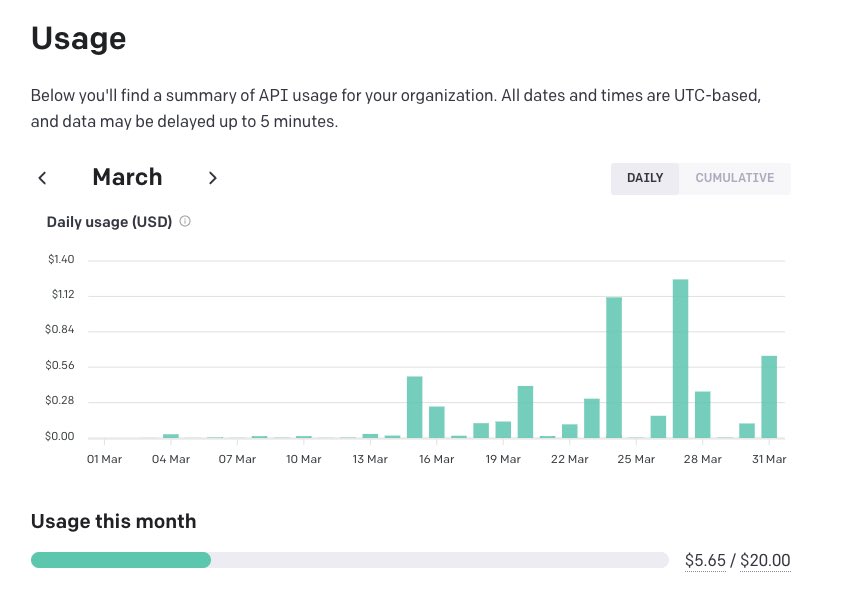 Usage
Below you'll find a summary of API usage for your organization. All dates and times are UTC-based,
and data may be delayed up to 5 minutes.
March
DAILY CUMULATIVE
Daily usage (USD)
$1.40
$1.12
$0.84
$0.56
$0.28
$0.00
01 Mar 04 Mar 07 Mar 10 Mar 13 Mar 16 Mar 19 Mar 22 Mar 25 Mar 28 Mar 31 Mar
Usage this month
$5.65 / $20.00